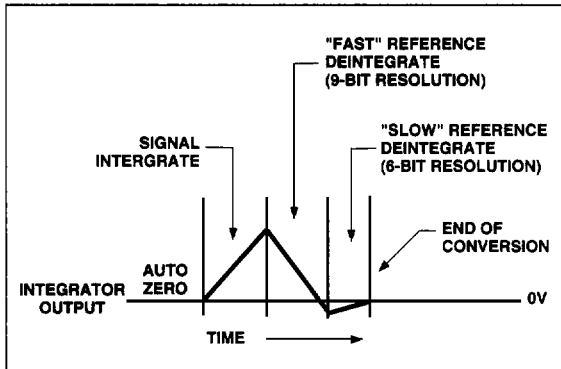 "FAST" REFERENCE
DEINTEGRATE
(9-BIT RESOLUTION)
SIGNAL
INTERGRATE
"SLOW" REFERENCE
DEINTEGRATE
(6-BIT RESOLUTION)
END OF
CONVERSION
AUTO
ZERO
INTEGRATOR
OUTPUT
0V
TIME